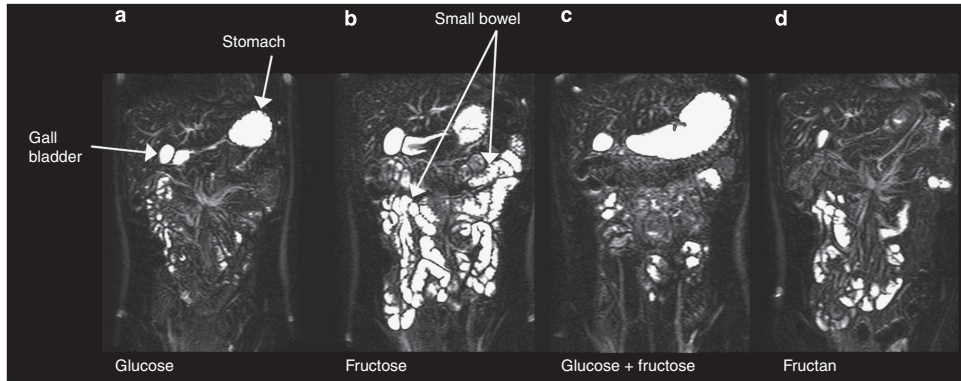 a
b
c
d
Stomach
Small bowel
Gall
bladder
Glucose
Fructose
Glucose + fructose
Fructan